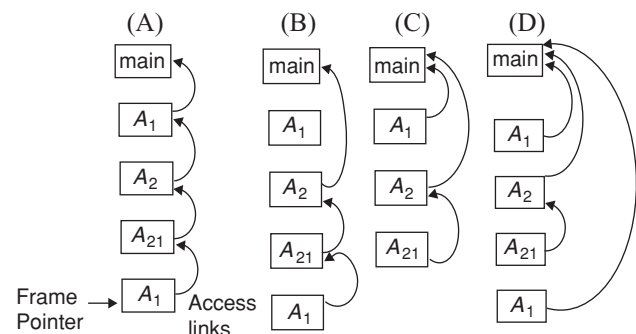 (A) (B) (C) (D)
main main main main
A₁ A₁ A₁ A₁
A₂ A₂ A₂ A₂
A₂₁ A₂₁ A₂₁ A₂₁
Frame Pointer
A₁ Access links A₁ A₁